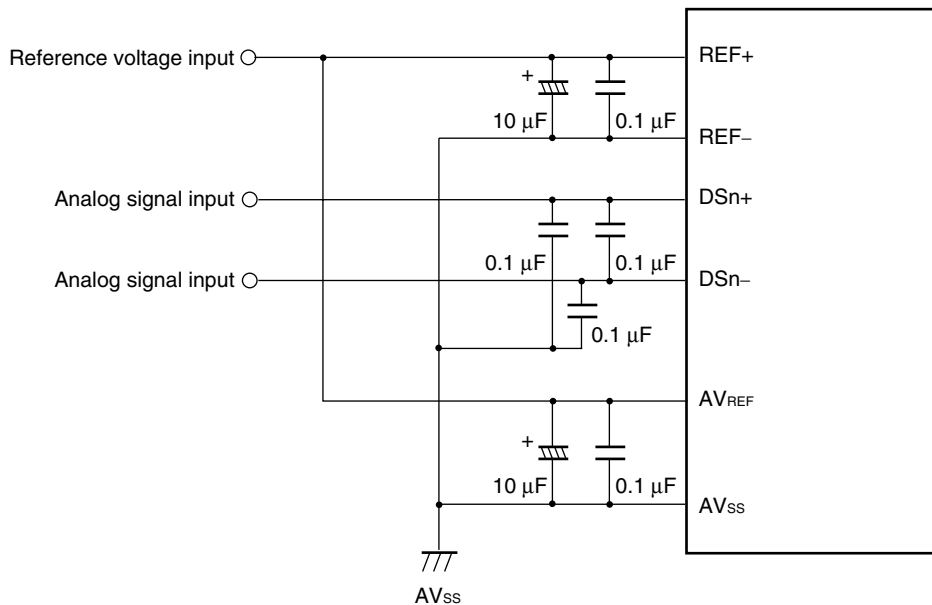 Reference voltage input
REF+
+
10 μF
0.1 μF
REF−
Analog signal input
DSn+
0.1 μF
0.1 μF
Analog signal input
DSn−
0.1 μF
AVREF
+
10 μF
0.1 μF
AVSS
AVSS